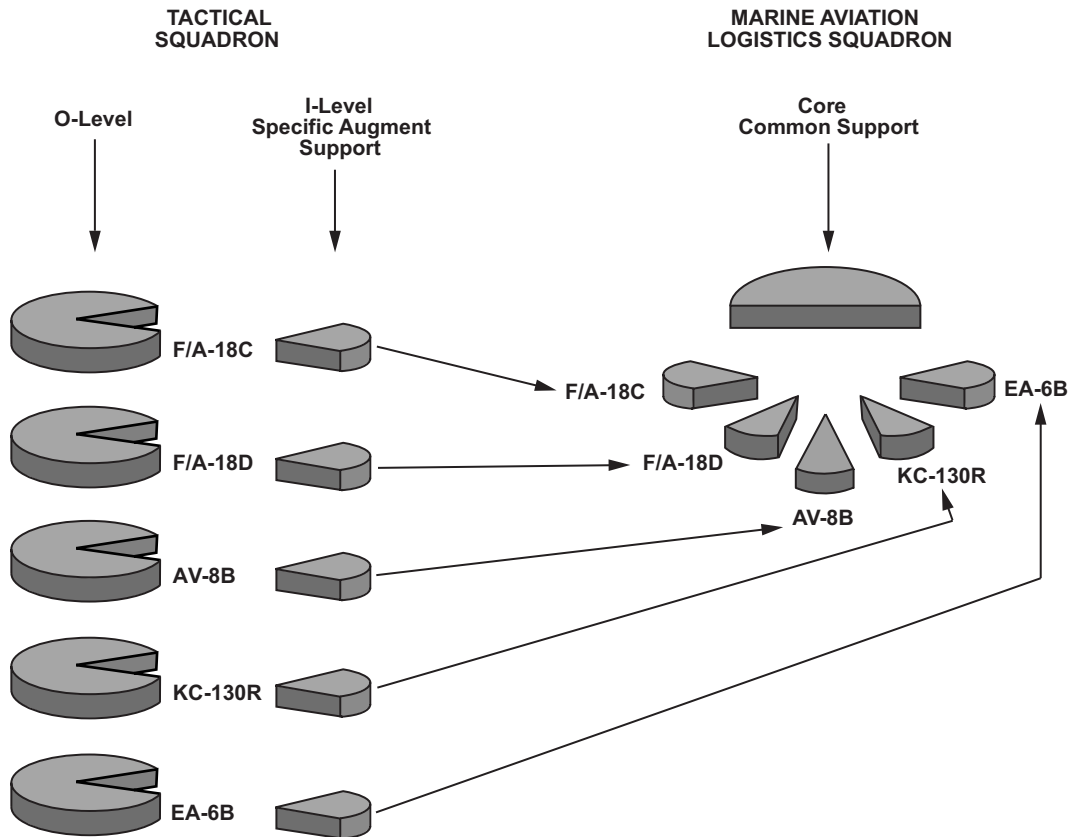 TACTICAL
SQUADRON
MARINE AVIATION
LOGISTICS SQUADRON
O-Level
I-Level
Specific Augment
Support
Core
Common Support
F/A-18C
F/A-18C
EA-6B
F/A-18D
F/A-18D
KC-130R
AV-8B
AV-8B
KC-130R
EA-6B